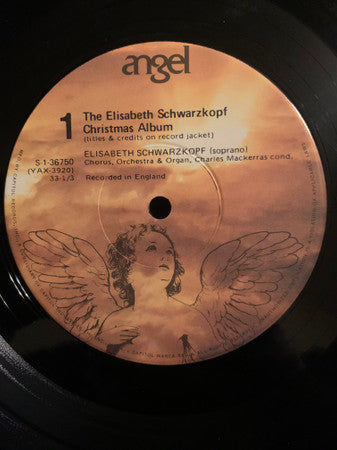 angel
1
The Elisabeth Schwarzkopf
Christmas Album
(titles & credits on record jacket)
ELISABETH SCHWARZKOPF (soprano)
Chorus, Orchestra & Organ, Charles Mackerras cond.
S-1-36750
(YAX-3920)
33-1/3
Recorded in England